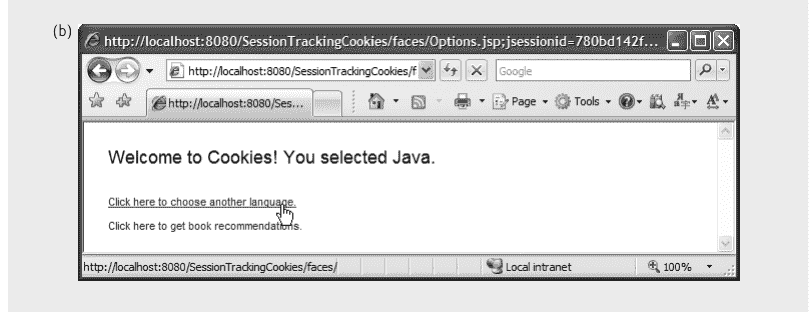 (b)
http://localhost:8080/SessionTrackingCookies/faces/Options.jsp;jsessionid=780bd142f...
http://localhost:8080/SessionTrackingCookies/f
Google
http://localhost:8080/Ses...
Page
Tools
Welcome to Cookies! You selected Java.
Click here to choose another language.
Click here to get book recommendations.
http://localhost:8080/SessionTrackingCookies/faces/
Local intranet
100%